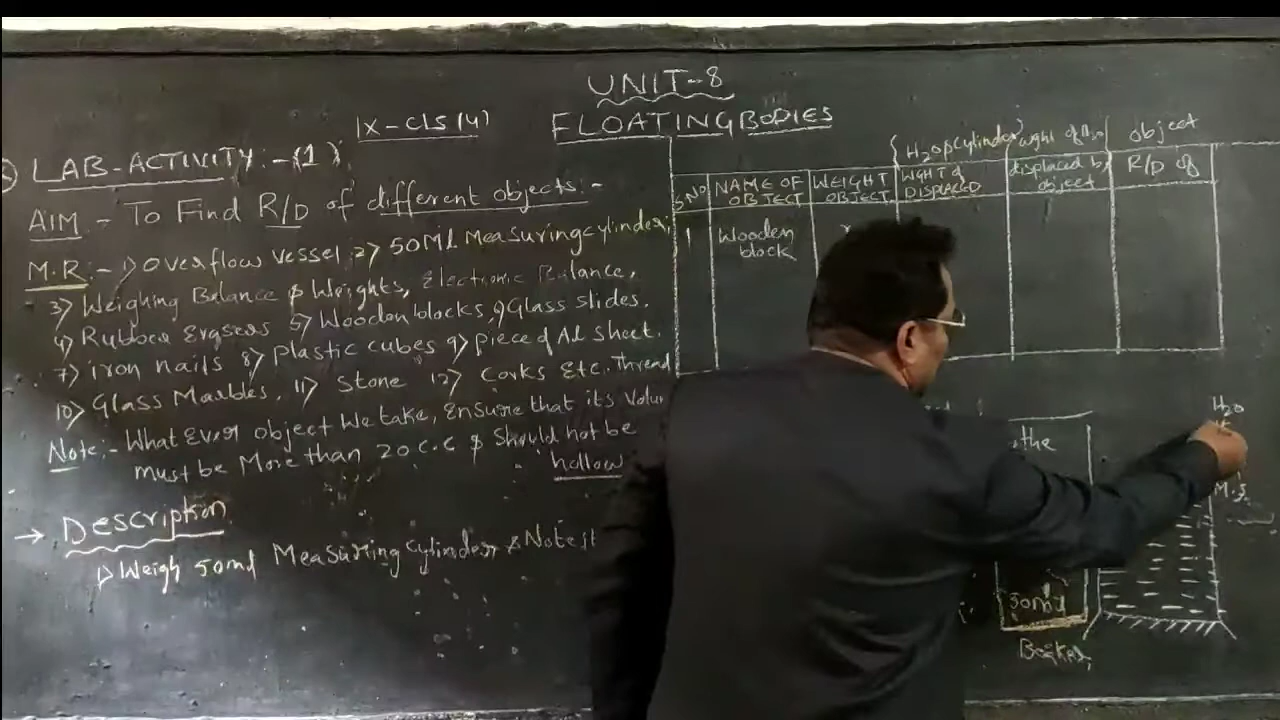 UNIT-8
IX-CLS (4)
FLOATING BODIES
LAB-ACTIVITY:-(1)
AIM - To Find R/D of different objects:-
M.R:- 1) Overflow vessel 2) 50Ml Measuring cylinder,
3) Weighing Balance & Weights, Electronic Balance,
4) Rubber Erasers 5) Wooden blocks, 6) Glass slides.
7) iron nails 8) plastic cubes 9) piece of Al sheet.
10) Glass Marbles, 11) Stone 12) Corks Etc. Thread
Note:- What Ever object We take, Ensure that its Volu
must be More than 20 C.C & Should not be
hollow
→ Description
1) Weigh 50ml Measuring cylinder & Note it
{H2O of cylinder} wght of H2O object
S.NO NAME OF OBJECT WEIGHT OBJECT WGHT of DISPLACED displaced by object R/D of
1 Wooden block
the
H2O
M.J.
50ml
Beaker,